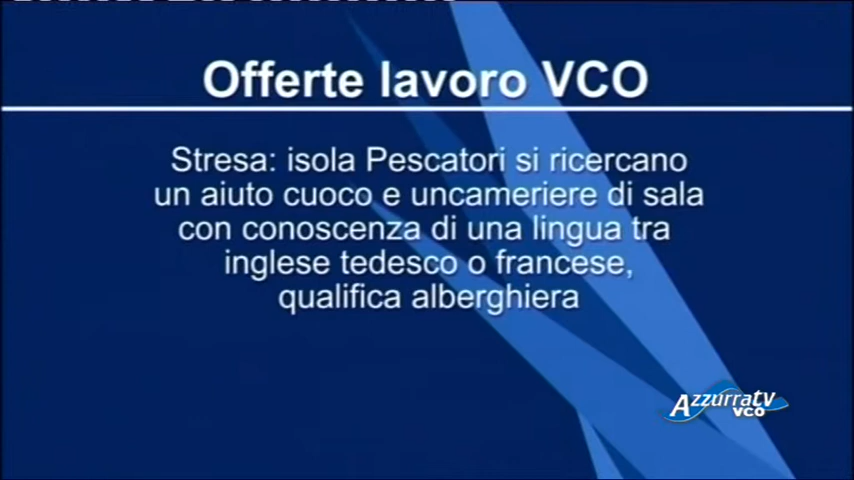 Offerte lavoro VCO
Stresa: isola Pescatori si ricercano
un aiuto cuoco e uncameriere di sala
con conoscenza di una lingua tra
inglese tedesco o francese,
qualifica alberghiera
Azzurratv
VCO